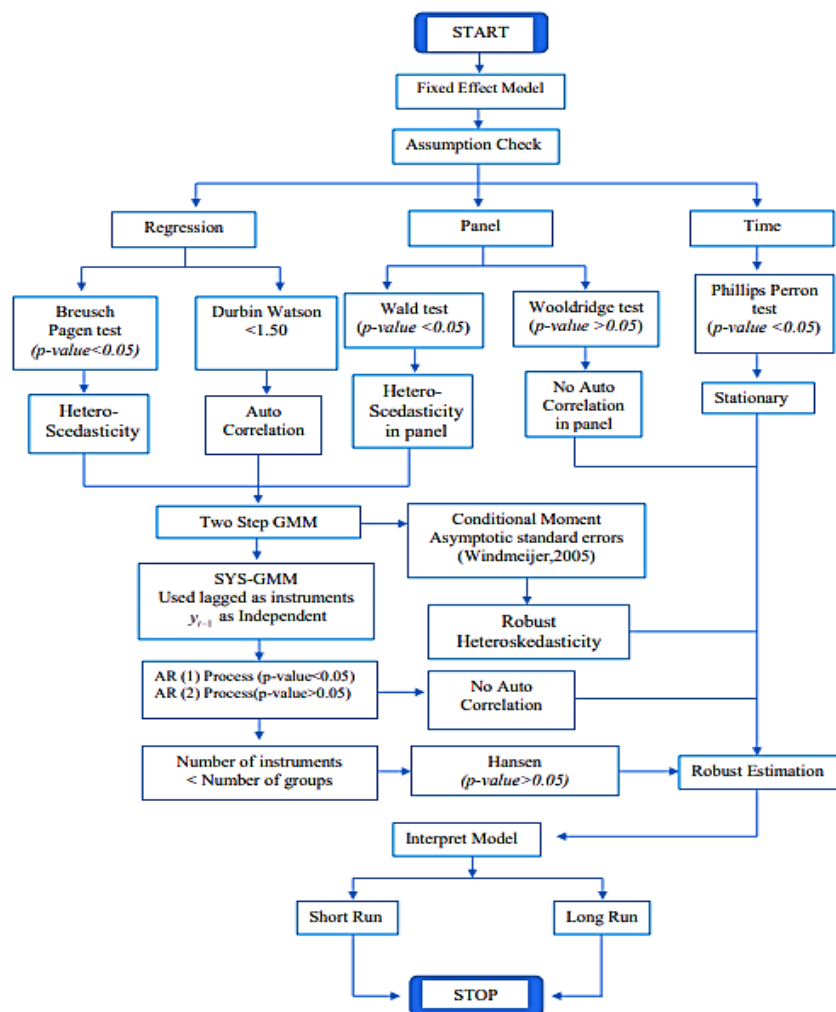 START
Fixed Effect Model
Assumption Check
Regression
Panel
Time
Breusch
Pagen test
(p-value<0.05)
Durbin Watson
<1.50
Wald test
(p-value <0.05)
Wooldridge test
(p-value >0.05)
Phillips Perron
test
(p-value <0.05)
Hetero-
Scedasticity
Auto
Correlation
Hetero-
Scedasticity
in panel
No Auto
Correlation
in panel
Stationary
Two Step GMM
Conditional Moment
Asymptotic standard errors
(Windmeijer,2005)
SYS-GMM
Used lagged as instruments
y_{t-1} as Independent
Robust
Heteroskedasticity
AR (1) Process (p-value<0.05)
AR (2) Process(p-value>0.05)
No Auto
Correlation
Number of instruments
< Number of groups
Hansen
(p-value>0.05)
Robust Estimation
Interpret Model
Short Run
Long Run
STOP